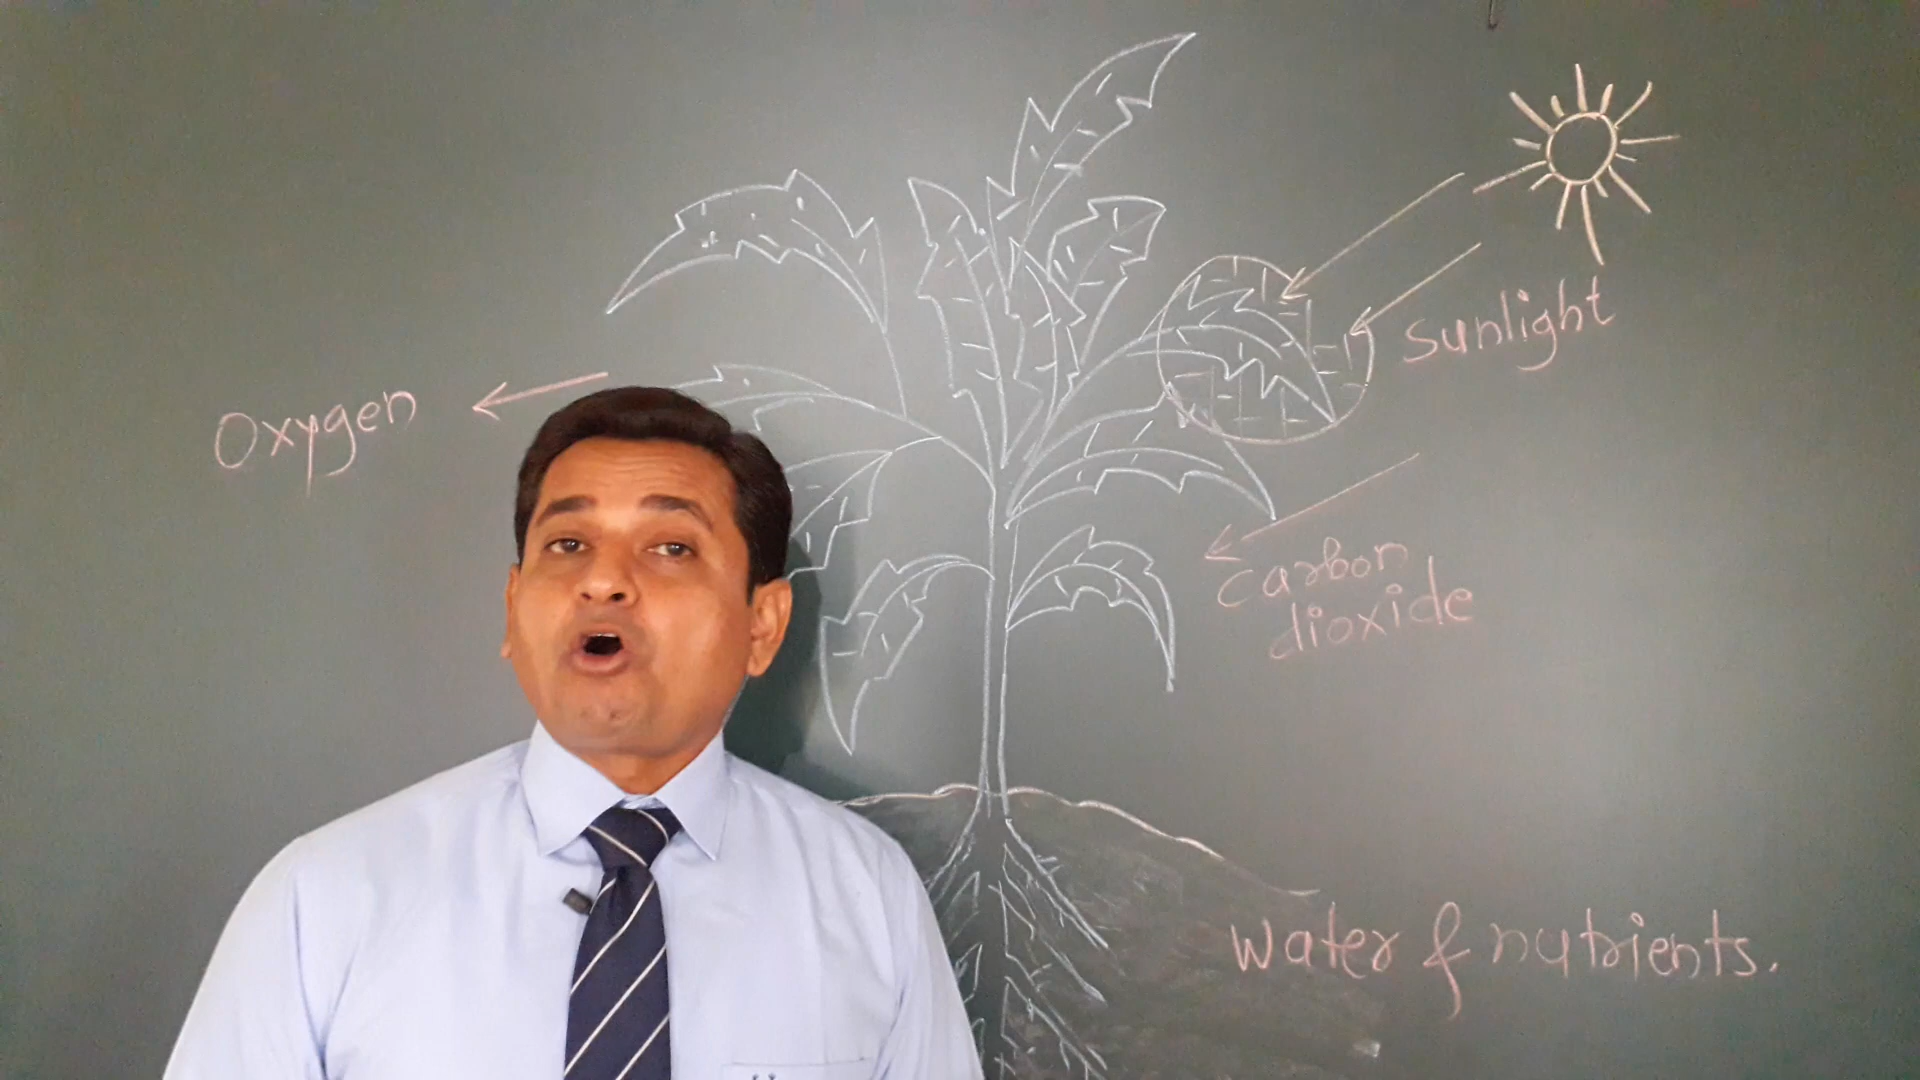 Sunlight
Oxygen
carbon
dioxide
Water & nutrients.